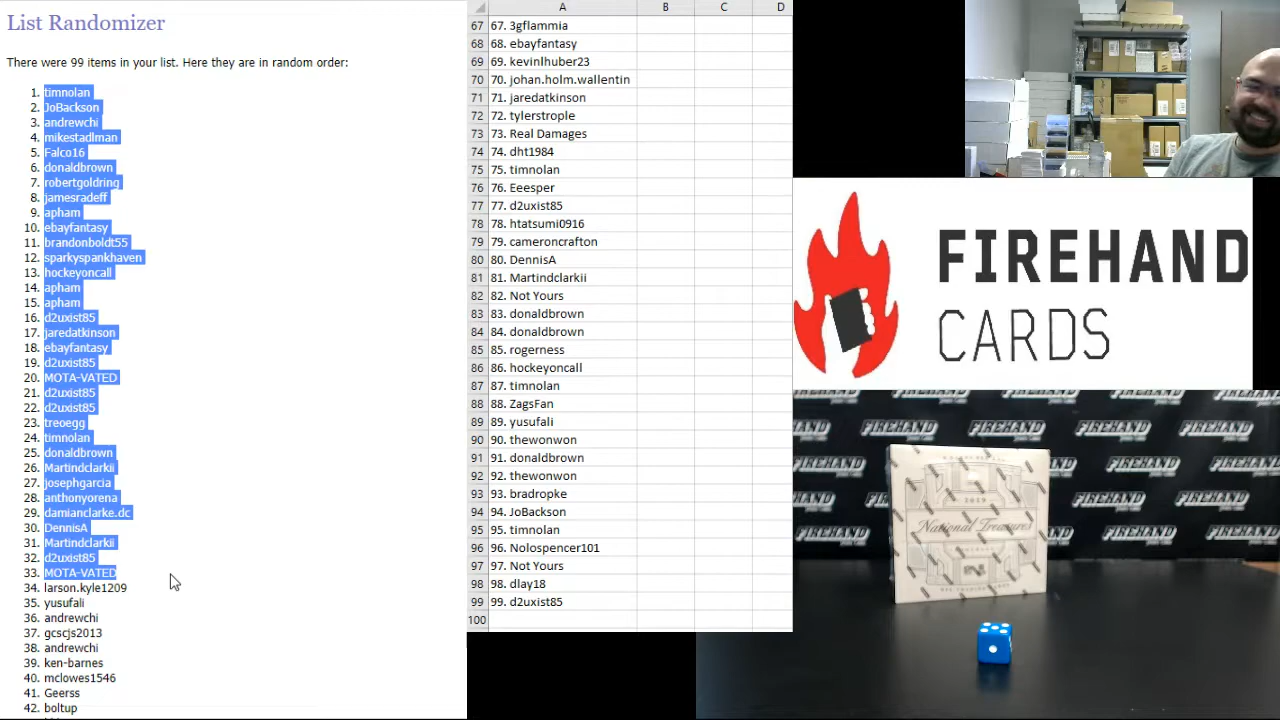 List Randomizer
There were 99 items in your list. Here they are in random order:
1. timnolan
2. JoBackson
3. andrewchi
4. mikestadlman
5. Falco16
6. donaldbrown
7. robertgoldring
8. jamesradeff
9. apham
10. ebayfantasy
11. brandonboldt55
12. sparkyspankhaven
13. hockeyoncall
14. apham
15. apham
16. d2uxist85
17. jaredatkinson
18. ebayfantasy
19. d2uxist85
20. MOTA-VATED
21. d2uxist85
22. d2uxist85
23. treoegg
24. timnolan
25. donaldbrown
26. Martindclarkii
27. josephgarcia
28. anthonyorena
29. damianclarke.dc
30. DennisA
31. Martindclarkii
32. d2uxist85
33. MOTA-VATED
34. larson.kyle1209
35. yusufali
36. andrewchi
37. gcscjs2013
38. andrewchi
39. ken-barnes
40. mclowes1546
41. Geerss
42. boltup
A B C D
67 67. 3gflammia
68 68. ebayfantasy
69 69. kevinlhuber23
70 70. johan.holm.wallentin
71 71. jaredatkinson
72 72. tylerstrople
73 73. Real Damages
74 74. dht1984
75 75. timnolan
76 76. Eeesper
77 77. d2uxist85
78 78. htatsumi0916
79 79. cameroncrafton
80 80. DennisA
81 81. Martindclarkii
82 82. Not Yours
83 83. donaldbrown
84 84. donaldbrown
85 85. rogerness
86 86. hockeyoncall
87 87. timnolan
88 88. ZagsFan
89 89. yusufali
90 90. thewonwon
91 91. donaldbrown
92 92. thewonwon
93 93. bradropke
94 94. JoBackson
95 95. timnolan
96 96. Nolospencer101
97 97. Not Yours
98 98. dlay18
99 99. d2uxist85
100
FIREHAND
CARDS
FIREHAND FIREHAND FIREHAND FIREHAND
FIREHAND
2019
National Treasures